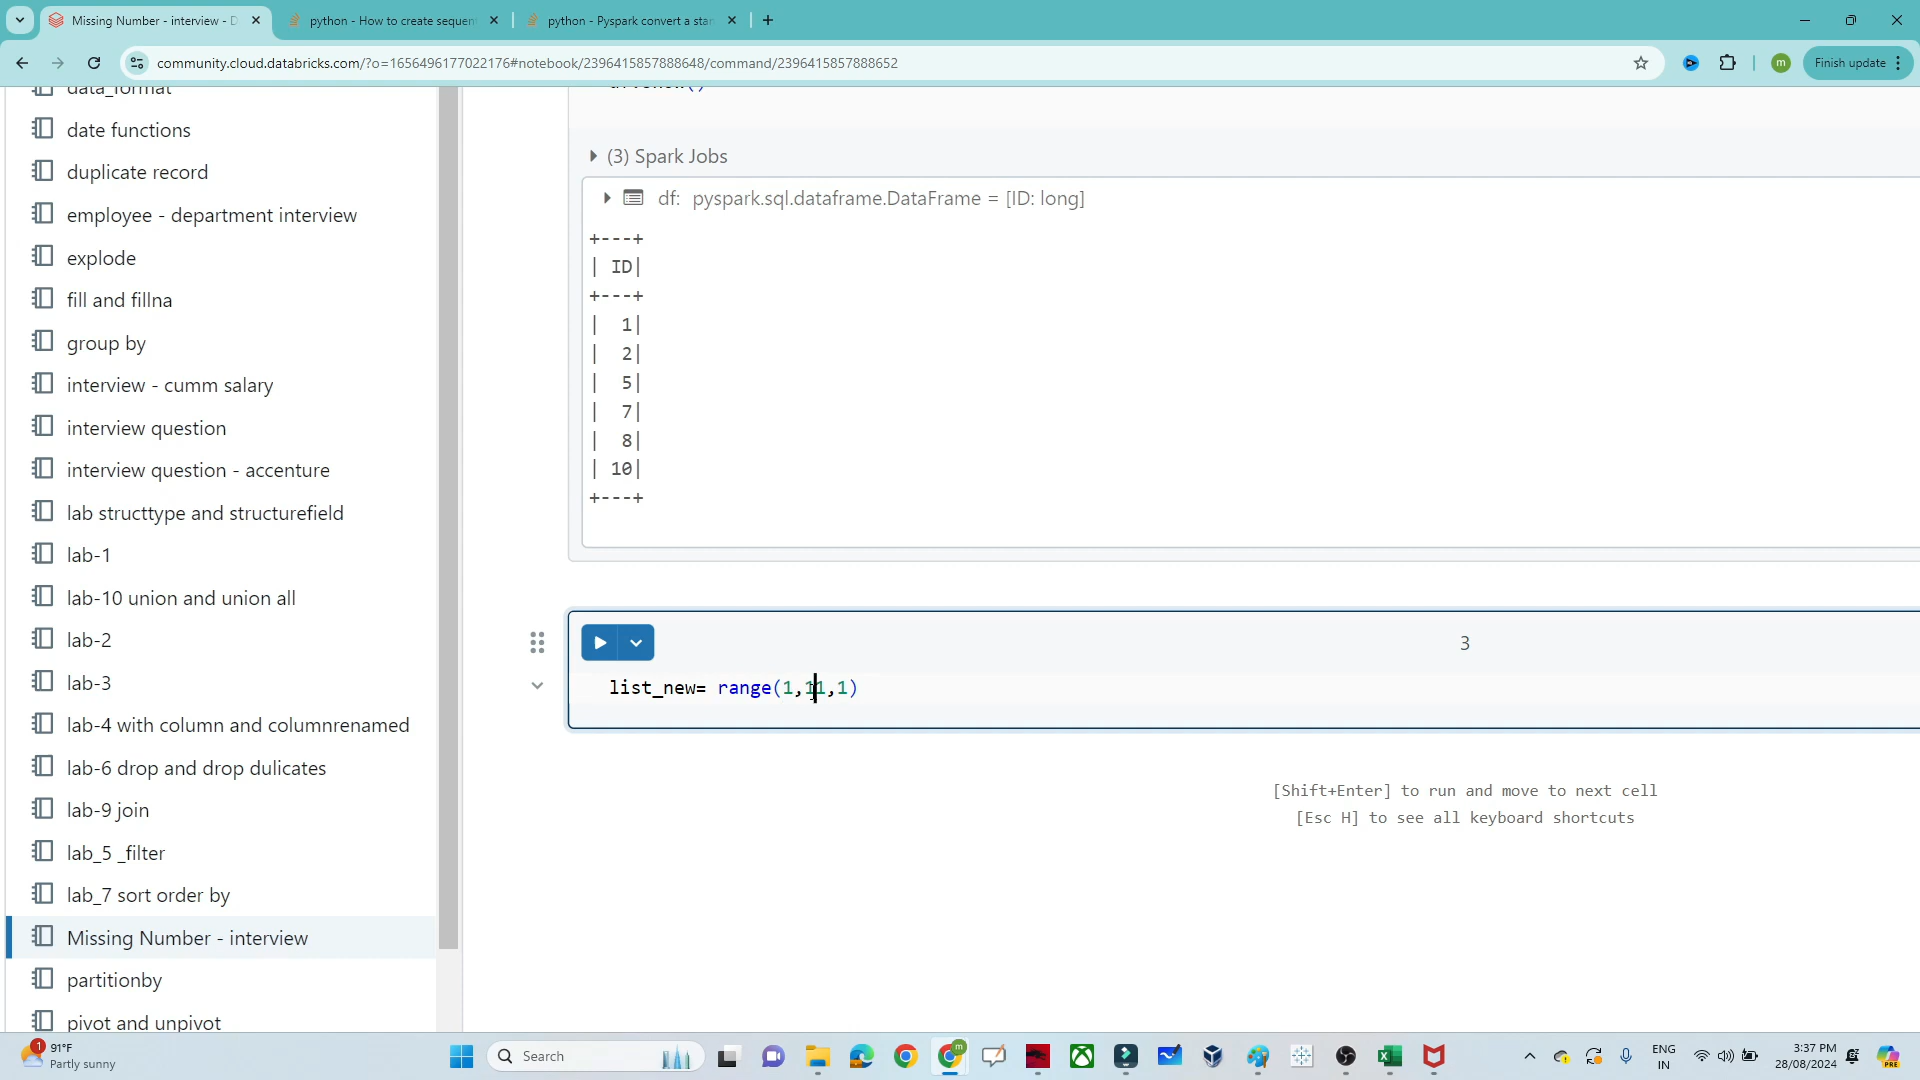 Missing Number - interview - D
python - How to create sequen
python - Pyspark convert a sta
community.cloud.databricks.com/?o=1656496177022176#notebook/2396415857888648/command/2396415857888652
m
Finish update
data_format
date functions
duplicate record
employee - department interview
explode
fill and fillna
group by
interview - cumm salary
interview question
interview question - accenture
lab structtype and structurefield
lab-1
lab-10 union and union all
lab-2
lab-3
lab-4 with column and columnrenamed
lab-6 drop and drop dulicates
lab-9 join
lab_5 _filter
lab_7 sort order by
Missing Number - interview
partitionby
pivot and unpivot
(3) Spark Jobs
df: pyspark.sql.dataframe.DataFrame = [ID: long]
+---+
| ID|
+---+
|  1|
|  2|
|  5|
|  7|
|  8|
| 10|
+---+
3
list_new= range(1,11,1)
[Shift+Enter] to run and move to next cell
[Esc H] to see all keyboard shortcuts
1
91°F
Partly sunny
Search
m
ENG
IN
3:37 PM
28/08/2024
PRE